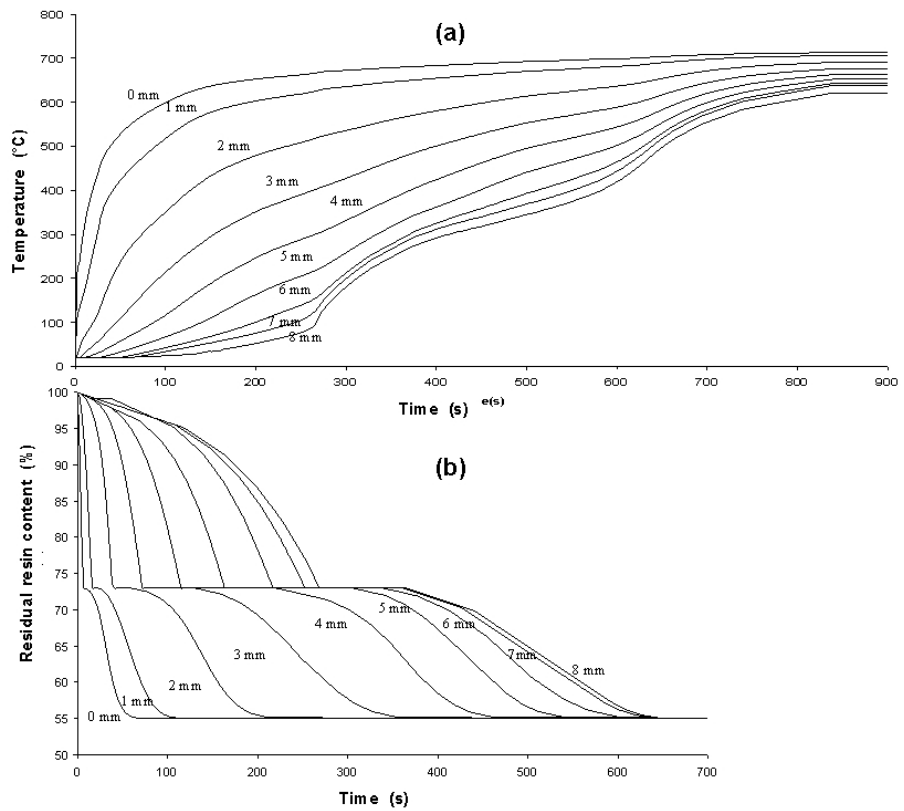 (a)
800
700
600
500
400
300
200
100
0
Temperature (°C)
0 mm
1 mm
2 mm
3 mm
4 mm
5 mm
6 mm
7 mm
8 mm
0 100 200 300 400 500 600 700 800 900
Time (s) e(s)
(b)
100
95
90
85
80
75
70
65
60
55
50
Residual resin content (%)
0 mm
1 mm
2 mm
3 mm
4 mm
5 mm
6 mm
7mm
8 mm
0 100 200 300 400 500 600 700
Time (s)